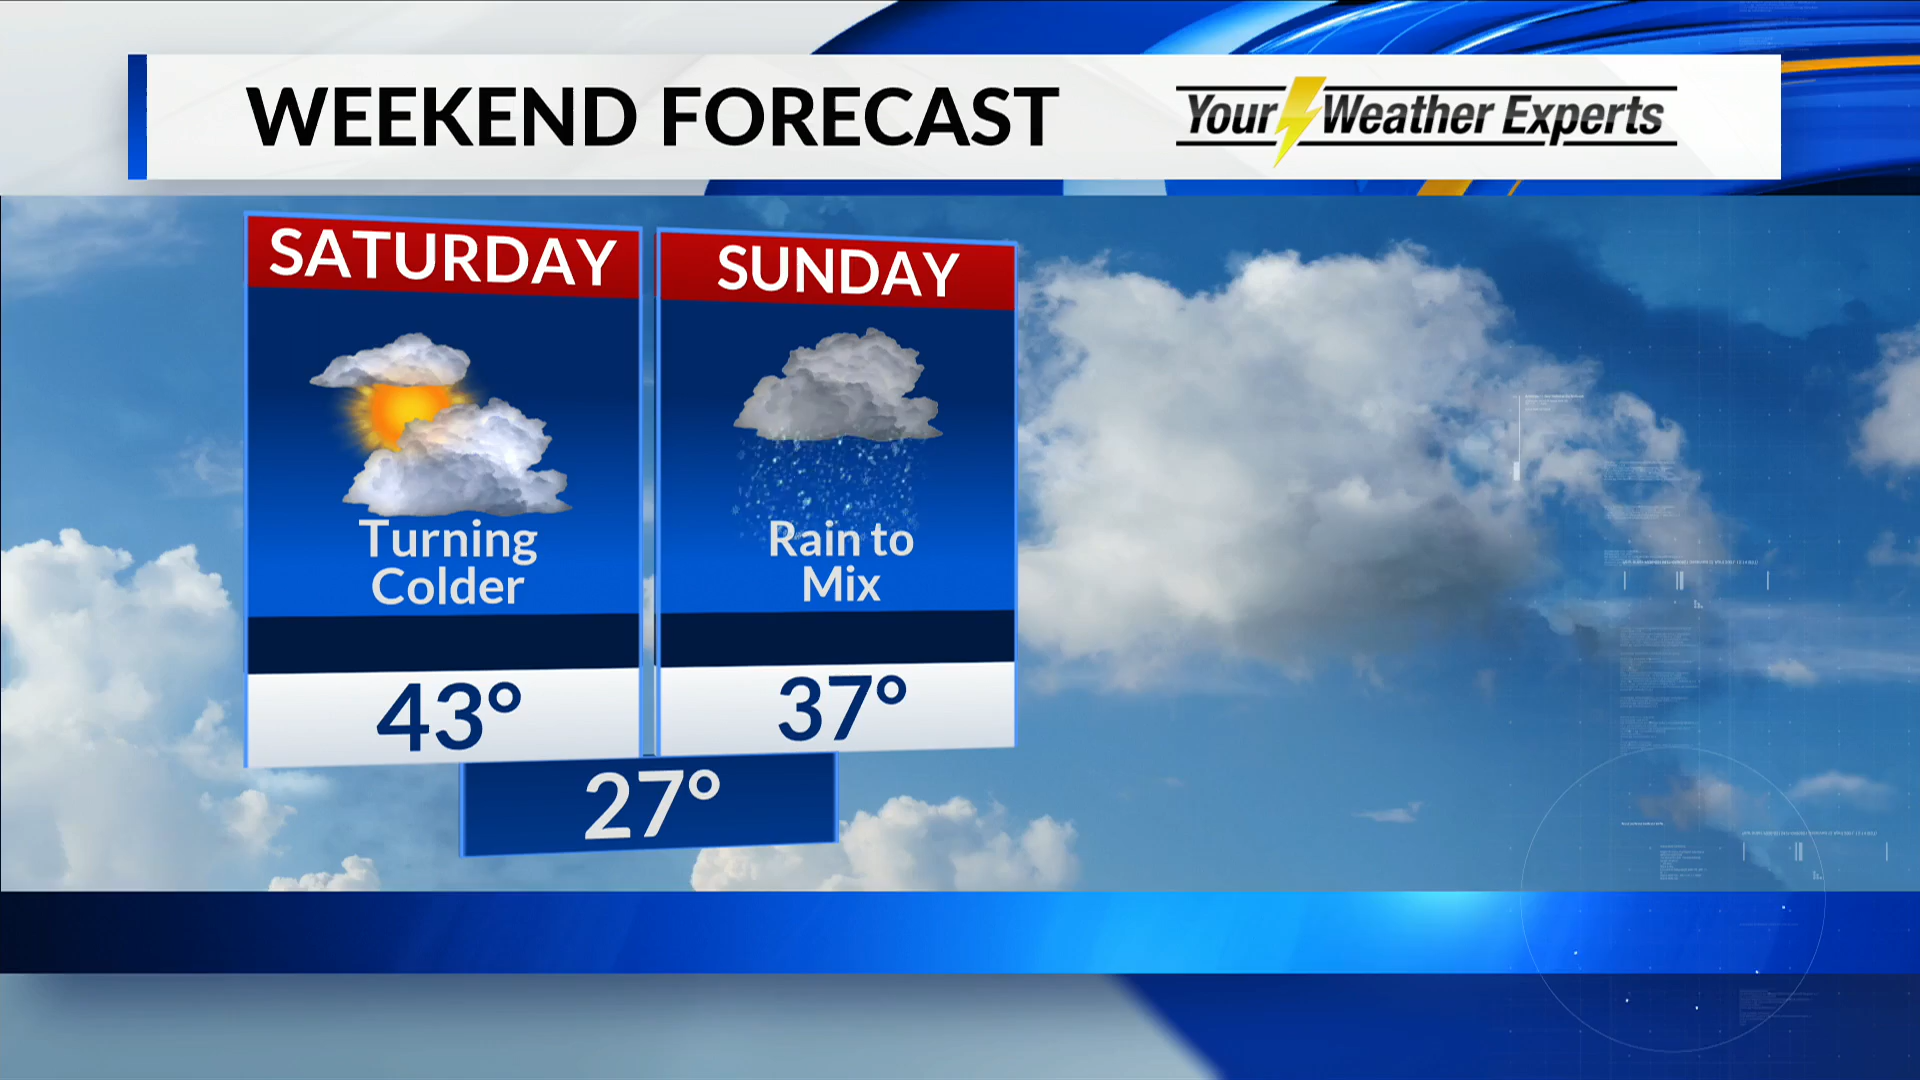 WEEKEND FORECAST
Your Weather Experts
SATURDAY
Turning
Colder
43°
SUNDAY
Rain to
Mix
37°
27°